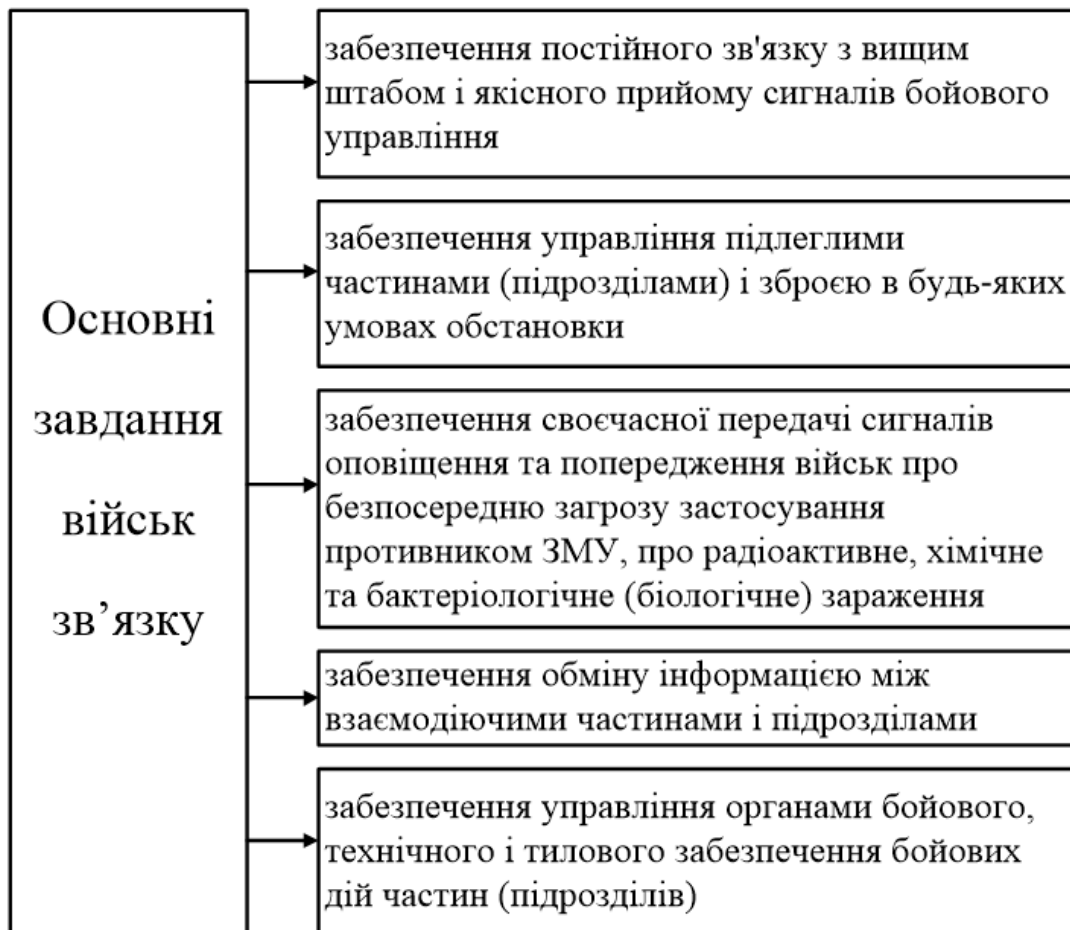 Основні
завдання
військ
зв’язку
забезпечення постійного зв'язку з вищим
штабом і якісного прийому сигналів бойового
управління
забезпечення управління підлеглими
частинами (підрозділами) і зброєю в будь-яких
умовах обстановки
забезпечення своєчасної передачі сигналів
оповіщення та попередження військ про
безпосередню загрозу застосування
противником ЗМУ, про радіоактивне, хімічне
та бактеріологічне (біологічне) зараження
забезпечення обміну інформацією між
взаємодіючими частинами і підрозділами
забезпечення управління органами бойового,
технічного і тилового забезпечення бойових
дій частин (підрозділів)